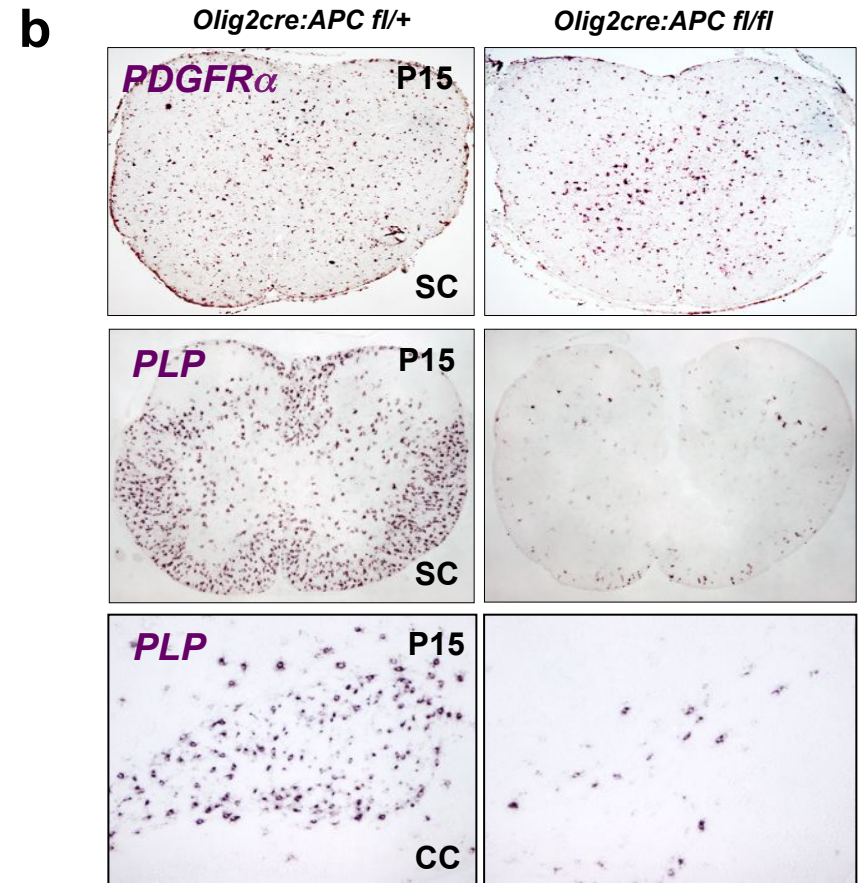 b
Olig2cre:APC fl/+ Olig2cre:APC fl/fl
PDGFRα P15
SC
PLP P15
SC
PLP P15
CC